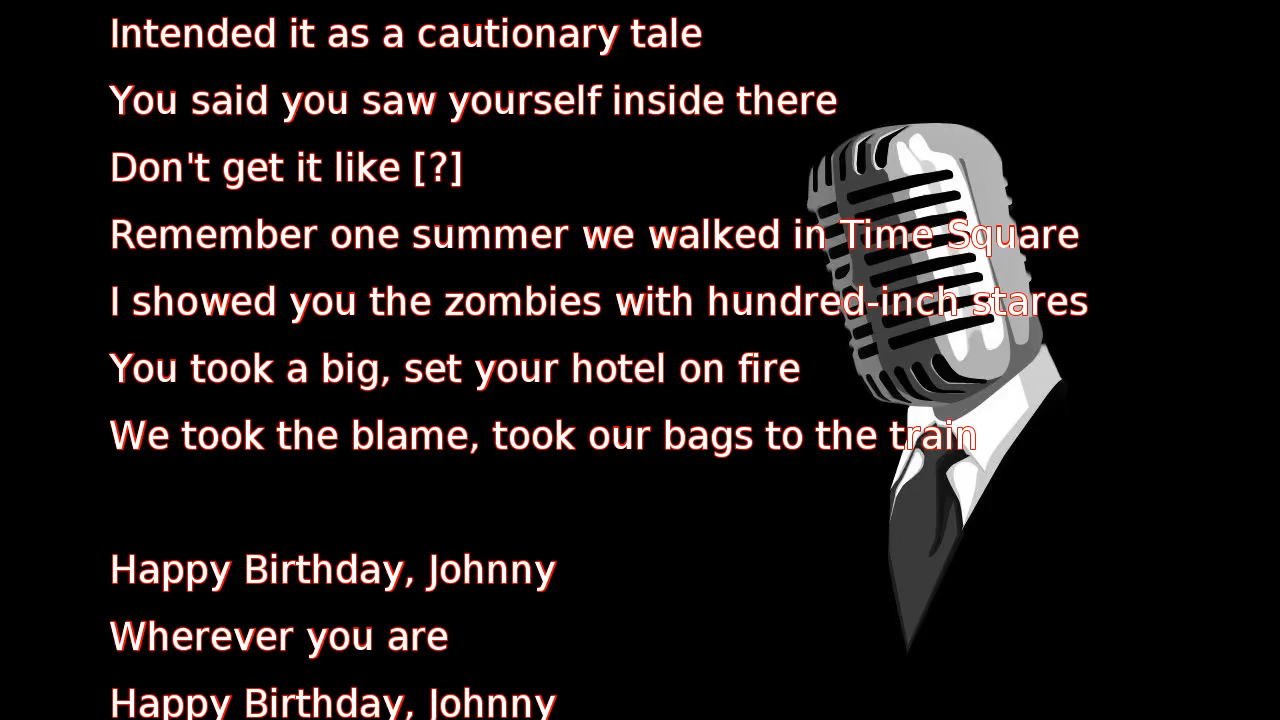 Intended it as a cautionary tale
You said you saw yourself inside there
Don't get it like [?]
Remember one summer we walked in Time Square
I showed you the zombies with hundred-inch stares
You took a big, set your hotel on fire
We took the blame, took our bags to the train
Happy Birthday, Johnny
Wherever you are
Happy Birthday, Johnny